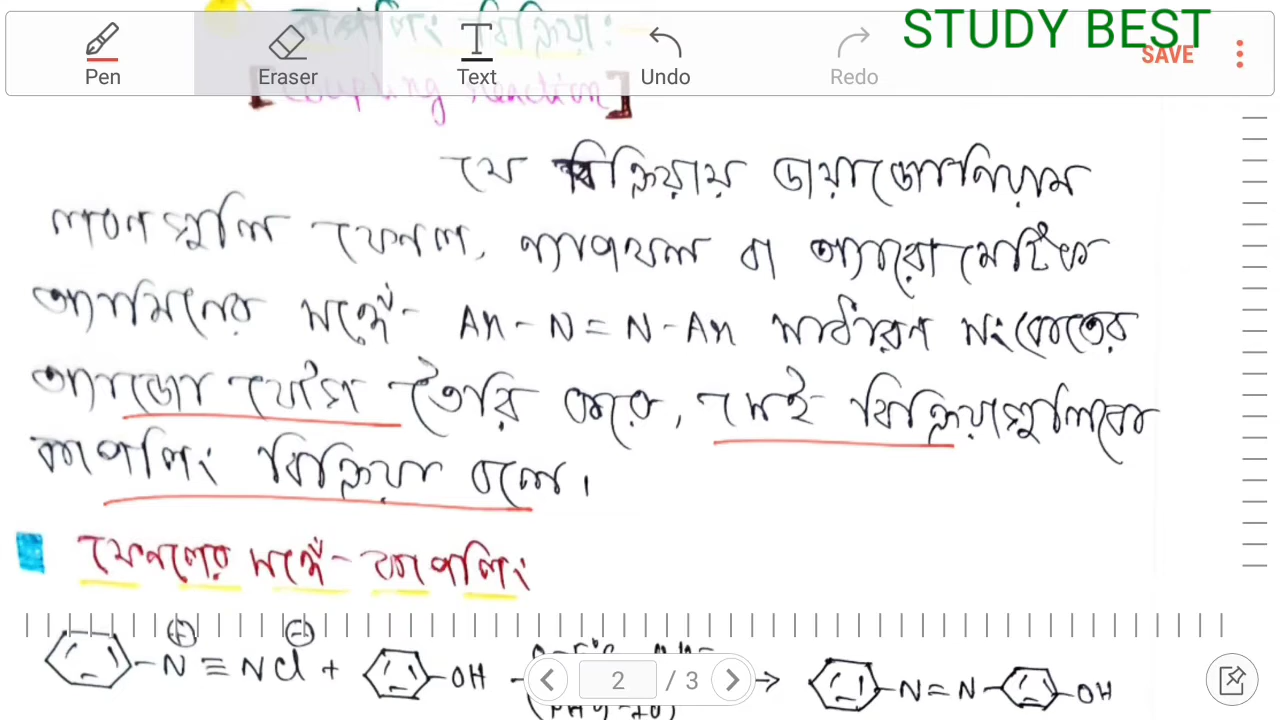 STUDY BEST
Pen
Eraser
Text
Undo
Redo
SAVE
কাপলিং বিক্রিয়া:
[Coupling Reaction]
যে বিক্রিয়ায় ডায়াজোনিয়াম
লবণগুলি ফেনল, ন্যাপথল বা অ্যারোমেটিক
অ্যামিনের সঙ্গে- Ar - N = N - Ar সাধারণ সংকেতের
অ্যাজো যৌগ তৈরি করে, সেই বিক্রিয়াগুলিকে
কাপলিং বিক্রিয়া বলে।
ফেনলের সঙ্গে- কাপলিং
N ≡ NCl + OH → N=N OH
2 / 3